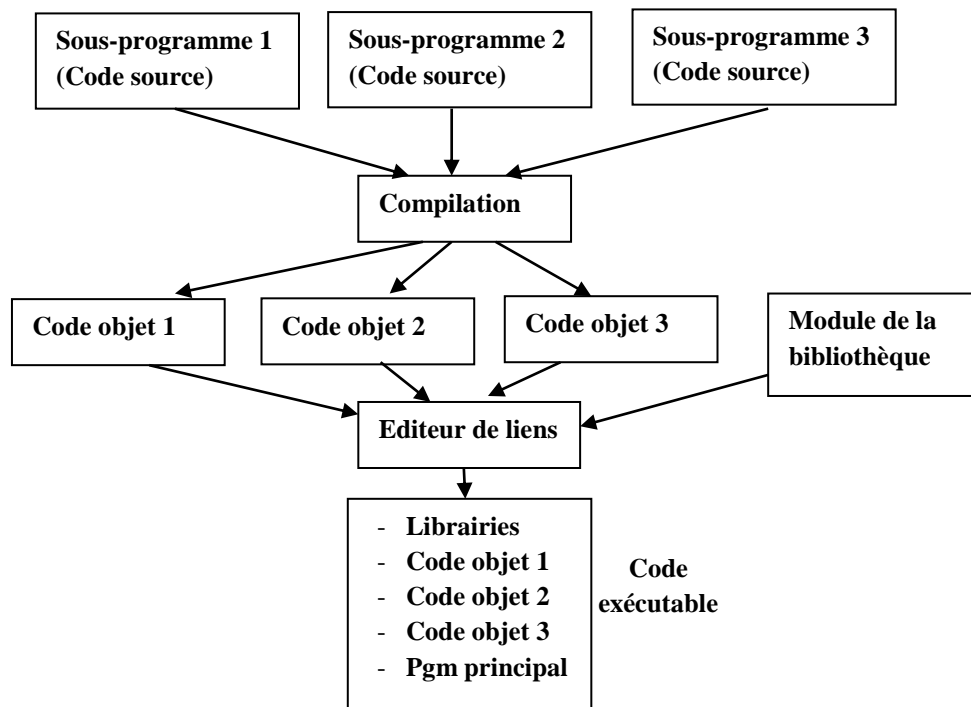 Sous-programme 1
(Code source)
Sous-programme 2
(Code source)
Sous-programme 3
(Code source)
Compilation
Code objet 1
Code objet 2
Code objet 3
Module de la
bibliothèque
Editeur de liens
- Librairies
- Code objet 1
- Code objet 2
- Code objet 3
- Pgm principal
Code
exécutable